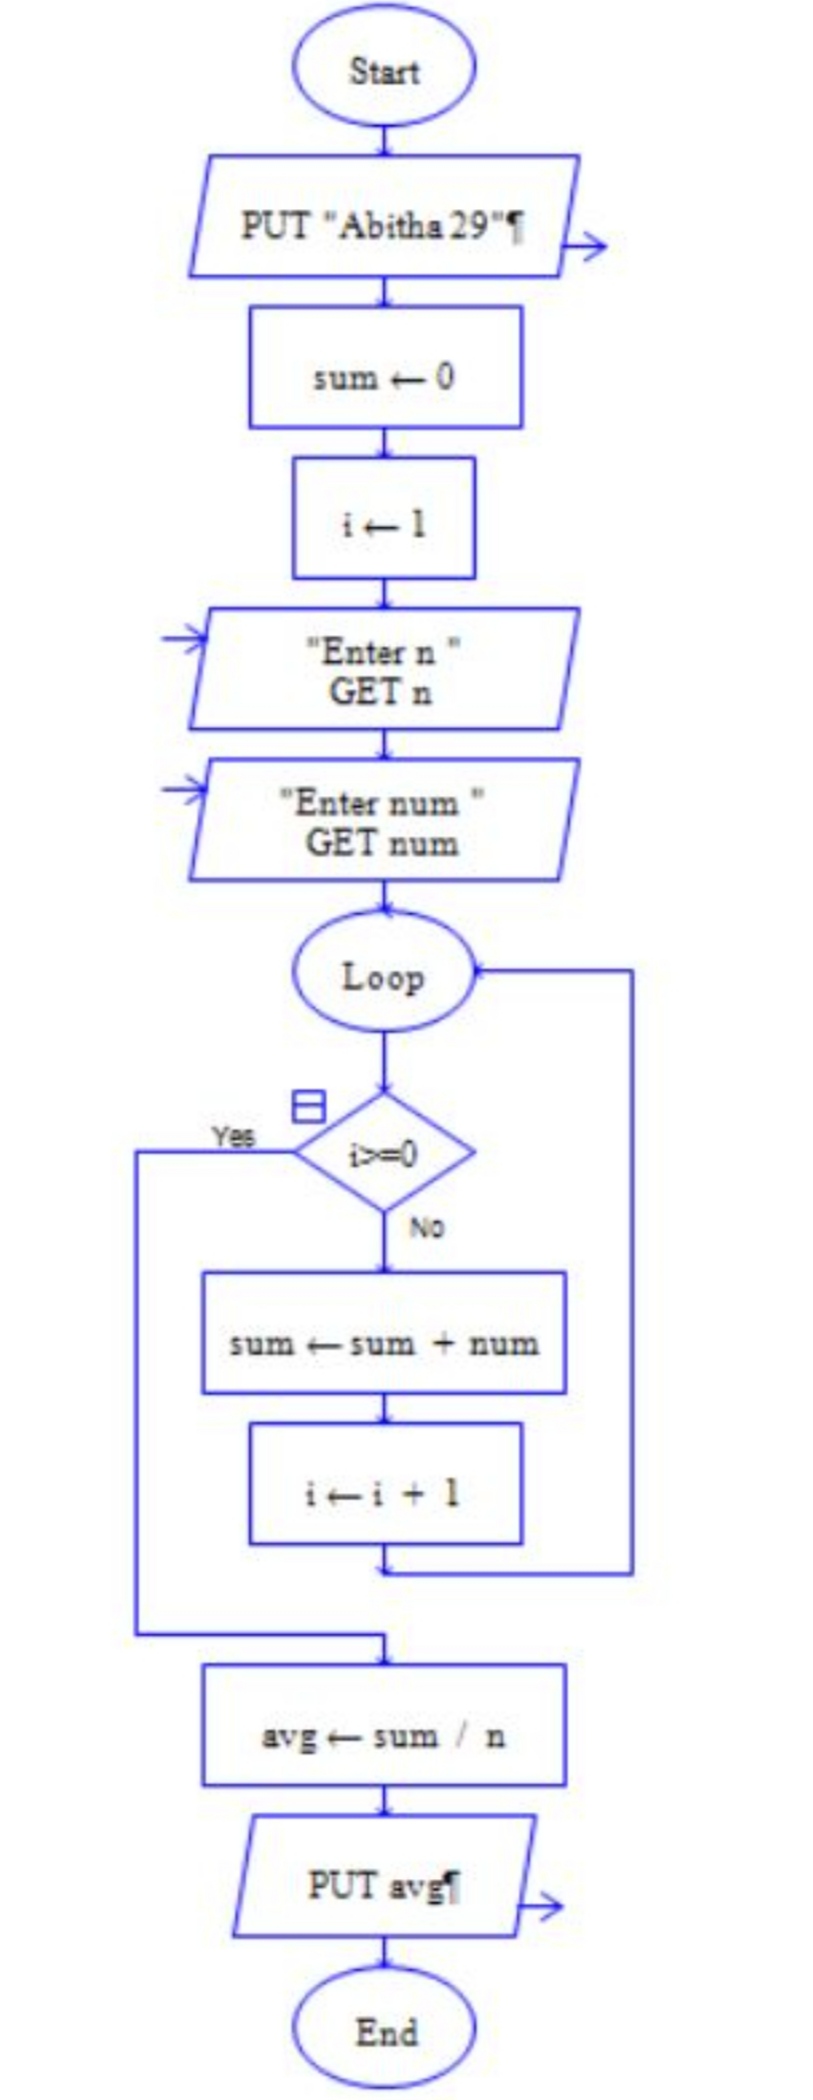 Start
PUT "Abitha 29"¶
sum ← 0
i ← 1
"Enter n "
GET n
"Enter num "
GET num
Loop
Yes
i>=0
No
sum ← sum + num
i ← i + 1
avg ← sum / n
PUT avg¶
End